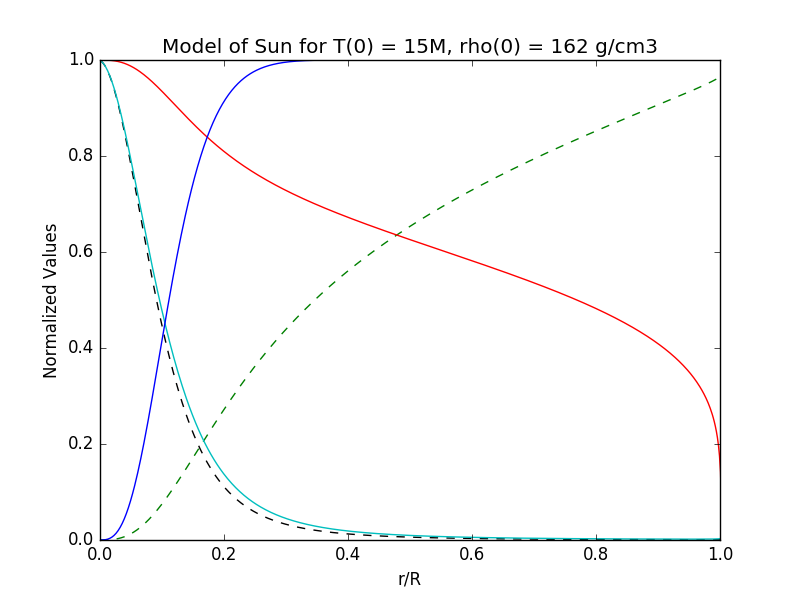 Model of Sun for T(0) = 15M, rho(0) = 162 g/cm3
1.0
0.8
0.6
0.4
0.2
0.0
Normalized Values
0.0 0.2 0.4 0.6 0.8 1.0
r/R